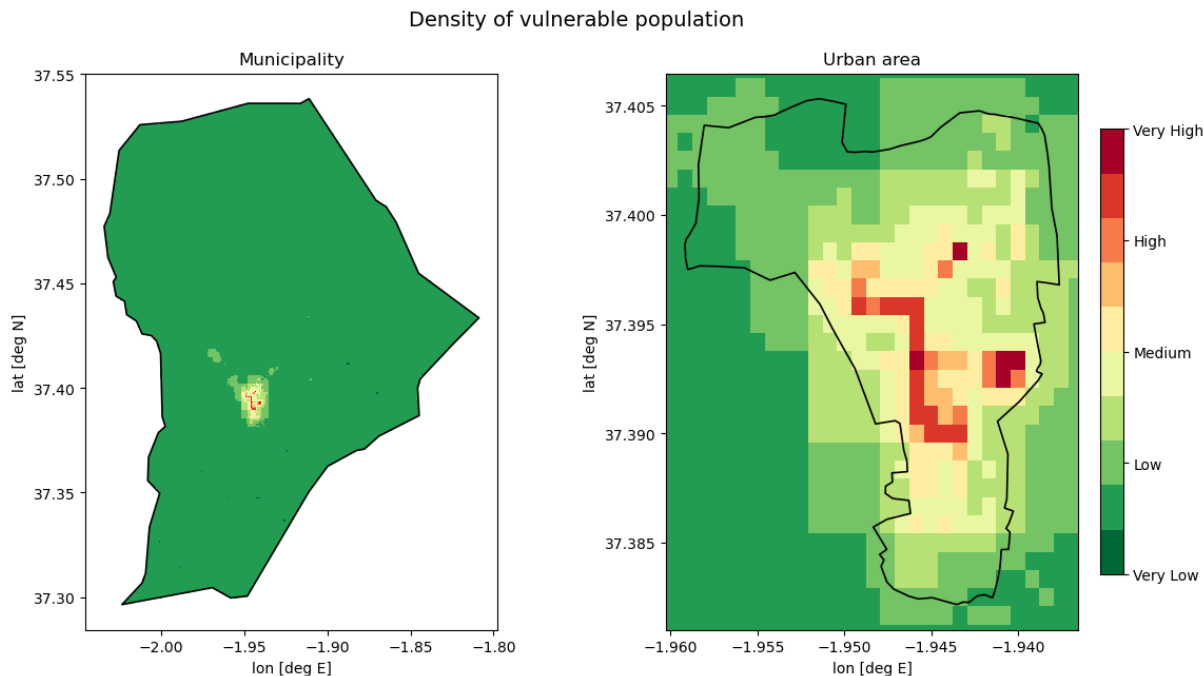 Density of vulnerable population
Municipality
37.55
37.50
37.45
37.40
37.35
37.30
lat [deg N]
−2.00
−1.95
−1.90
−1.85
−1.80
lon [deg E]
Urban area
37.405
37.400
37.395
37.390
37.385
lat [deg N]
−1.960
−1.955
−1.950
−1.945
−1.940
lon [deg E]
Very High
High
Medium
Low
Very Low